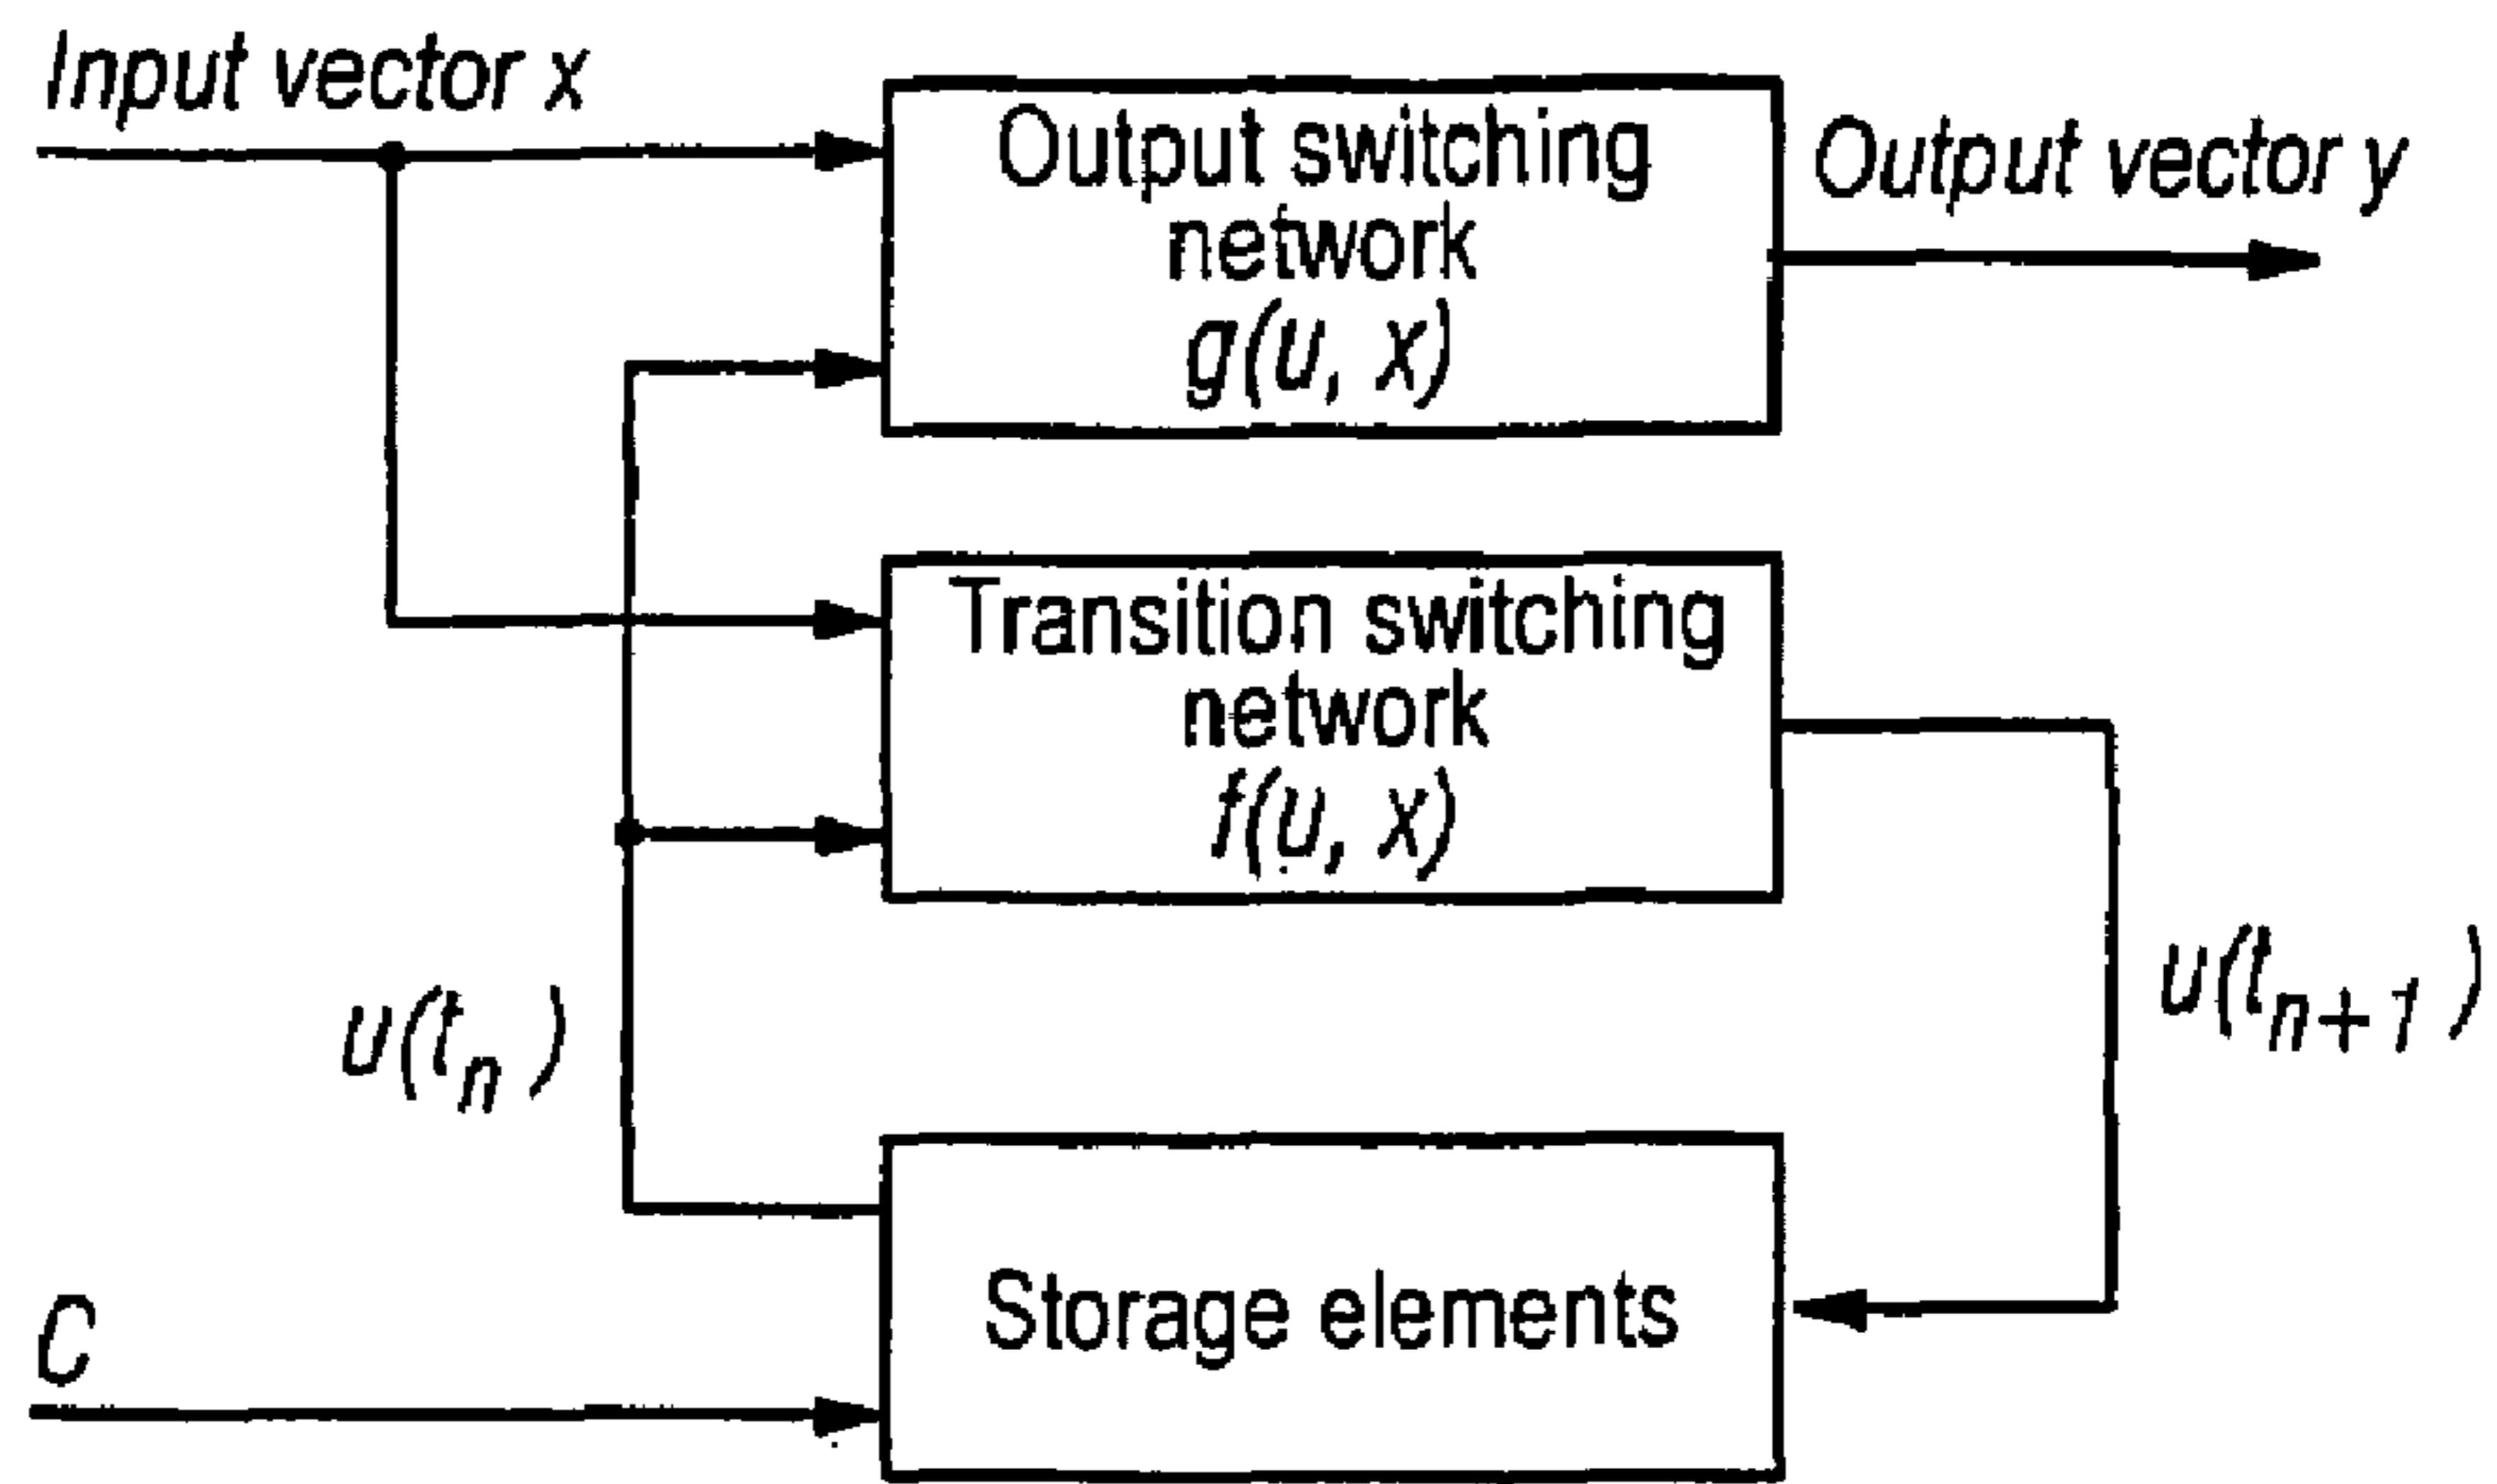 Input vector x
Output switching
network
g(u, x)
Output vector y
Transition switching
network
f(u, x)
u(tn)
u(tn+1)
Storage elements
C